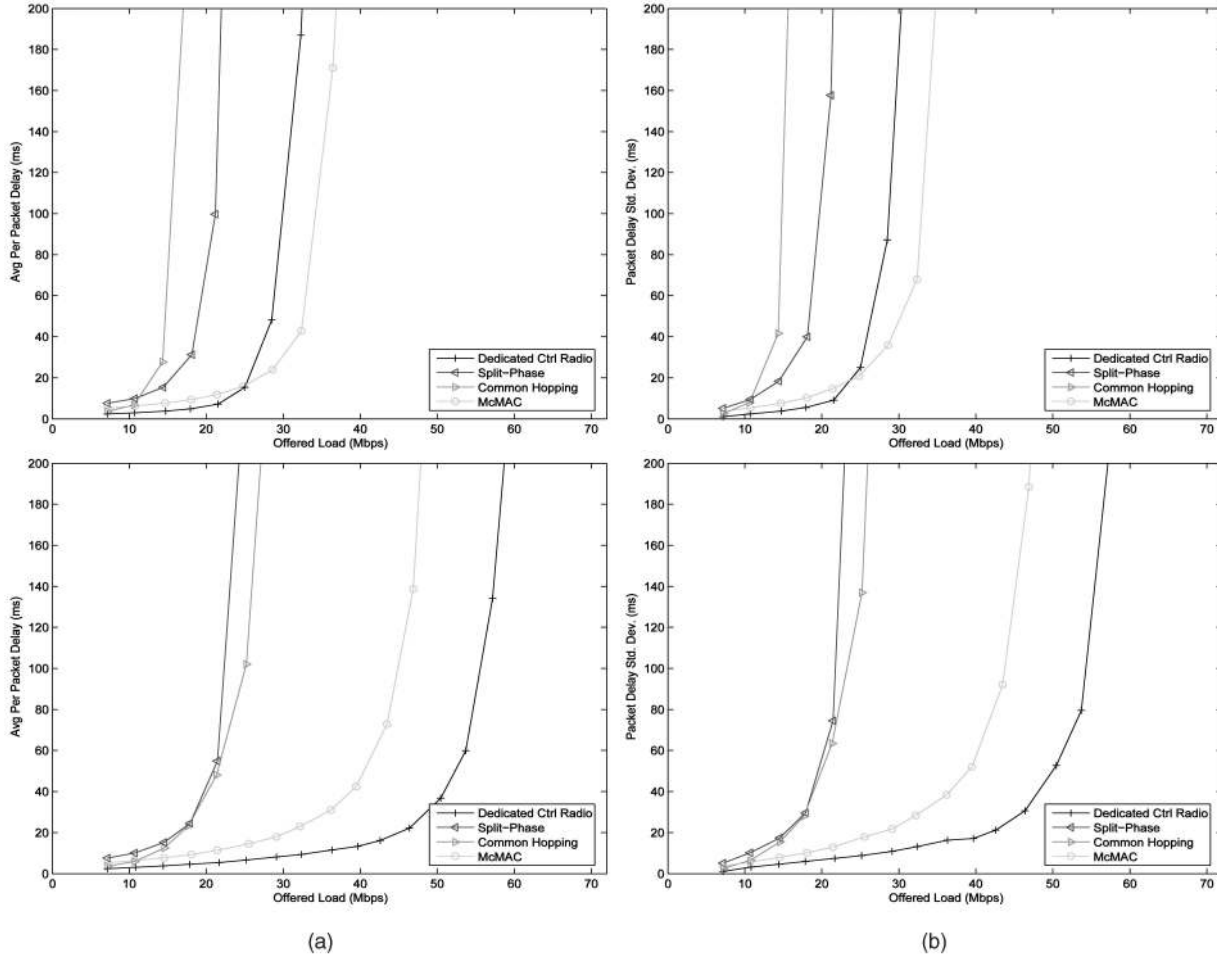 200
180
160
140
120
100
80
60
40
20
0
Avg Per Packet Delay (ms)
0 10 20 30 40 50 60 70
Offered Load (Mbps)
Dedicated Ctrl Radio
Split-Phase
Common Hopping
McMAC
200
180
160
140
120
100
80
60
40
20
0
Packet Delay Std. Dev. (ms)
0 10 20 30 40 50 60 70
Offered Load (Mbps)
Dedicated Ctrl Radio
Split-Phase
Common Hopping
McMAC
200
180
160
140
120
100
80
60
40
20
0
Avg Per Packet Delay (ms)
0 10 20 30 40 50 60 70
Offered Load (Mbps)
Dedicated Ctrl Radio
Split-Phase
Common Hopping
McMAC
200
180
160
140
120
100
80
60
40
20
0
Packet Delay Std. Dev. (ms)
0 10 20 30 40 50 60 70
Offered Load (Mbps)
Dedicated Ctrl Radio
Split-Phase
Common Hopping
McMAC
(a)
(b)